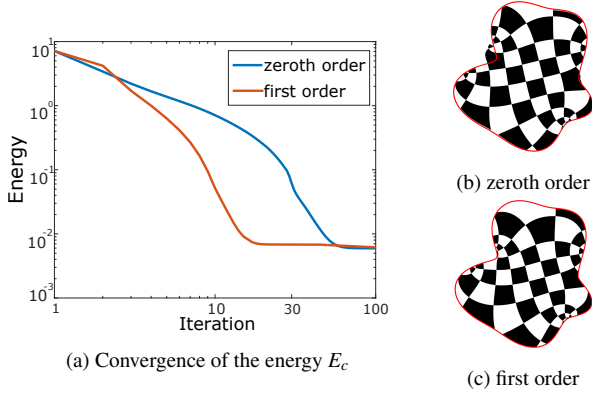 10^1
10^0
10^-1
10^-2
10^-3
Energy
zeroth order
first order
1 10 30 100
Iteration
(a) Convergence of the energy E_c
(b) zeroth order
(c) first order